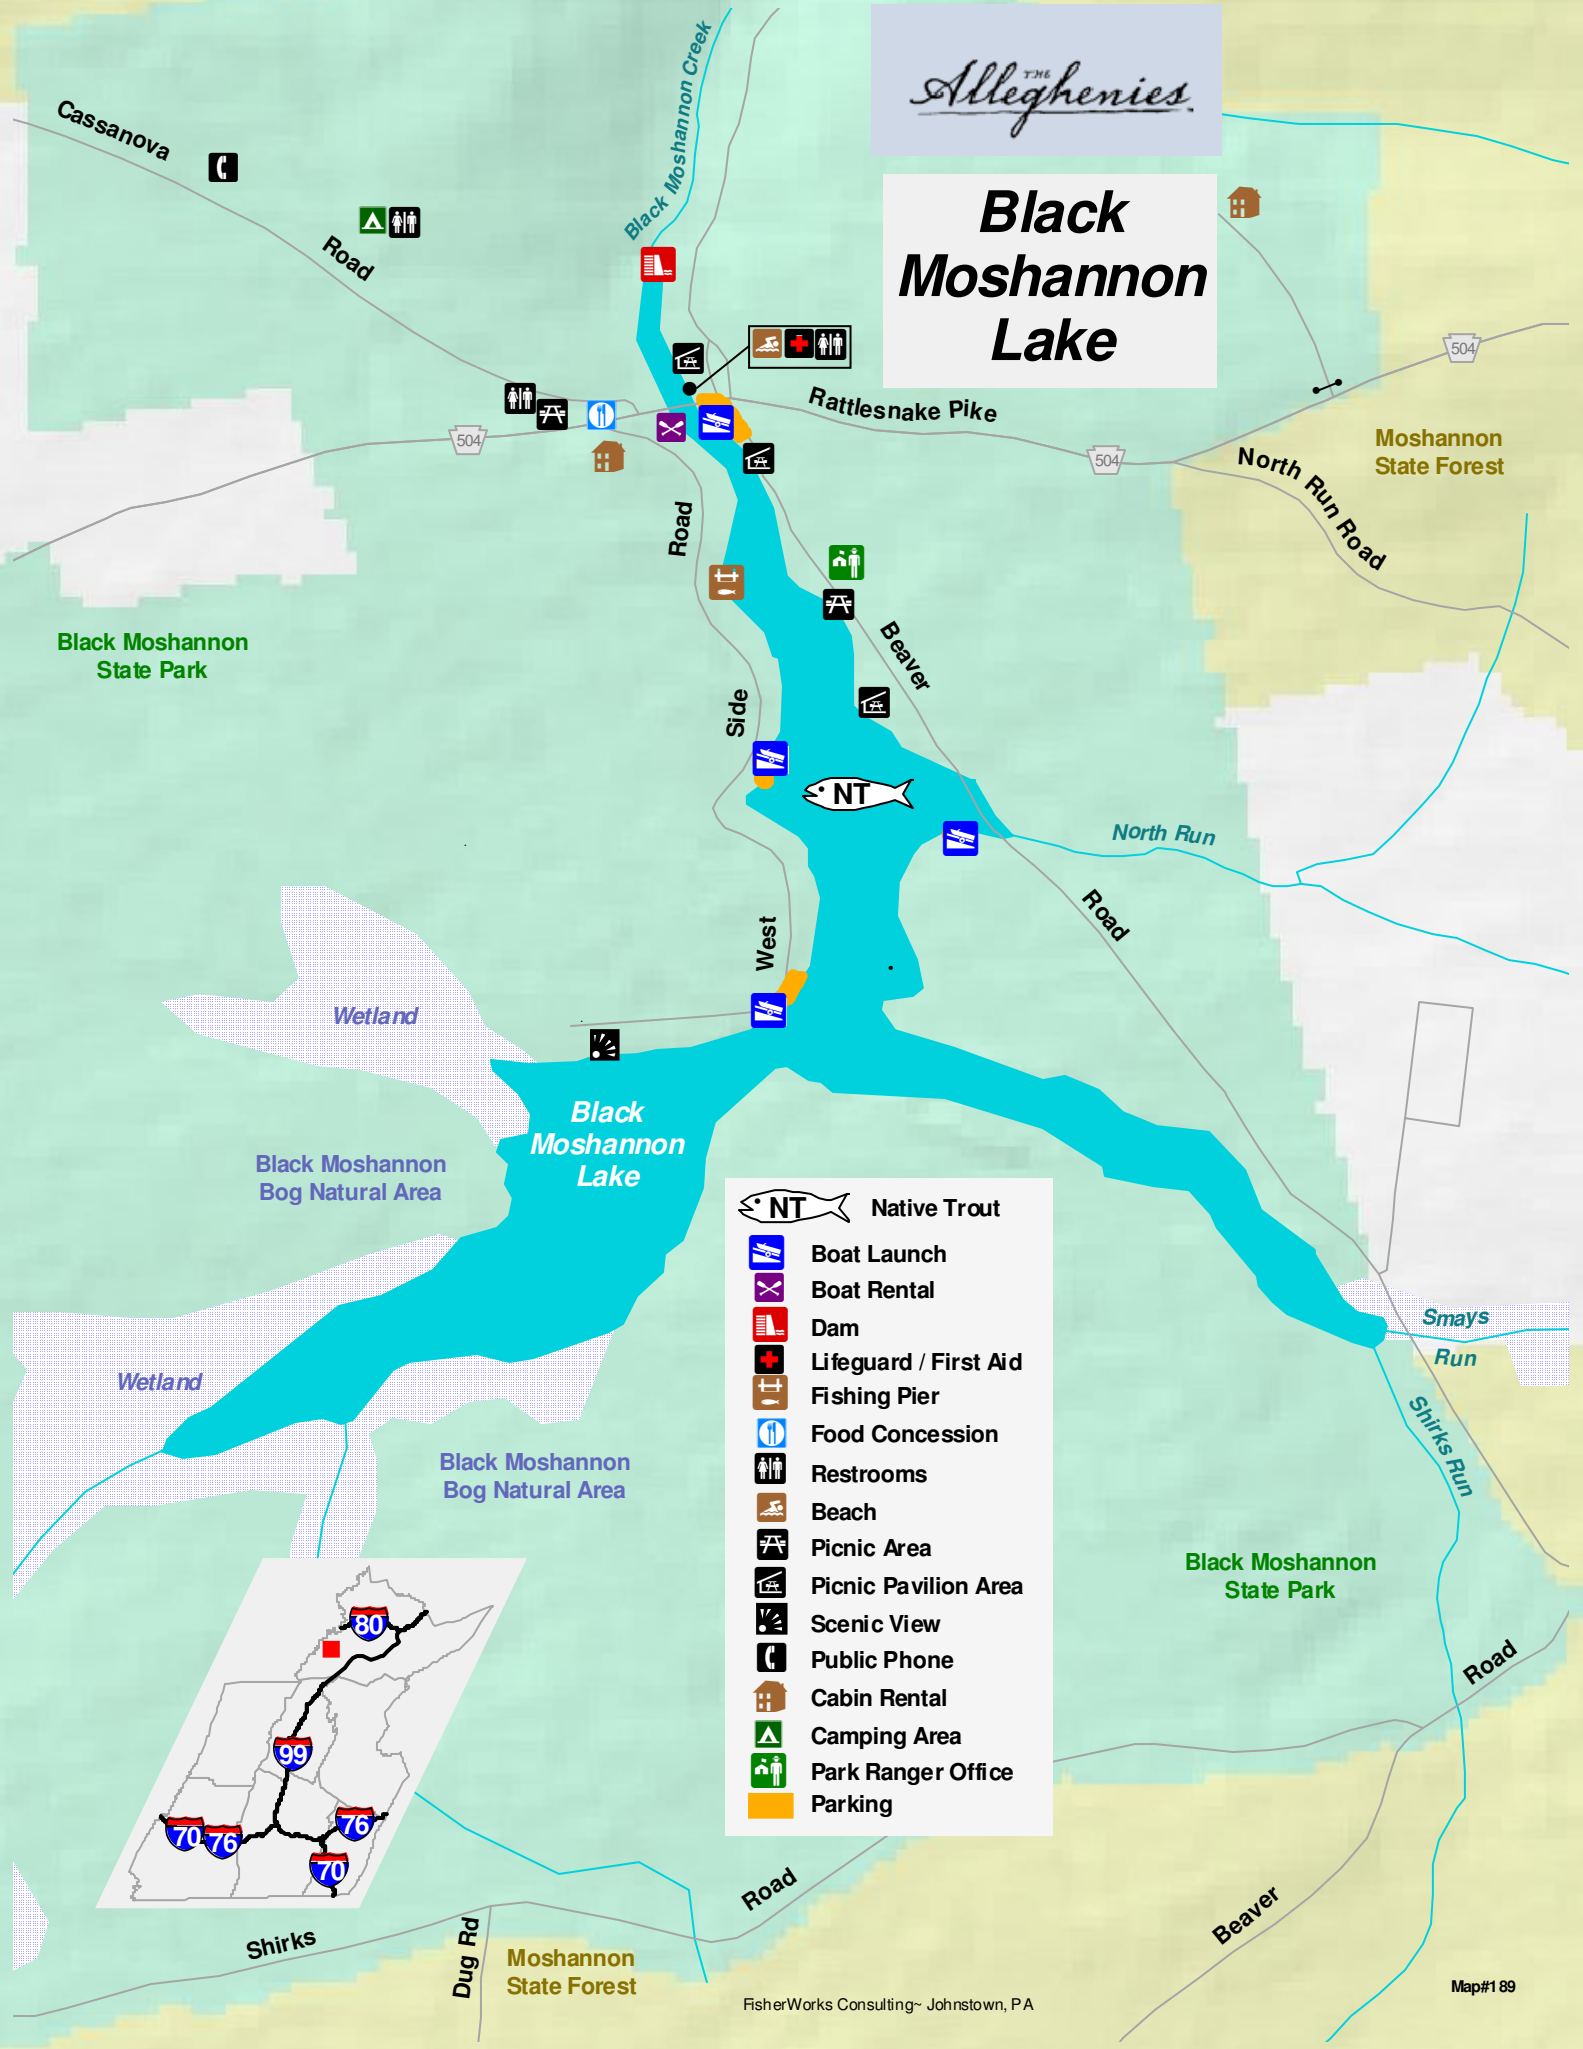 THE
Alleghenies
Black
Moshannon
Lake
Black Moshannon Creek
Cassanova
Road
504
Rattlesnake Pike
504
504
Moshannon
State Forest
North Run Road
Road
Black Moshannon
State Park
Beaver
Side
NT
North Run
Road
West
Wetland
Black
Moshannon
Lake
Black Moshannon
Bog Natural Area
Wetland
Black Moshannon
Bog Natural Area
NT Native Trout
Boat Launch
Boat Rental
Dam
Lifeguard / First Aid
Fishing Pier
Food Concession
Restrooms
Beach
Picnic Area
Picnic Pavilion Area
Scenic View
Public Phone
Cabin Rental
Camping Area
Park Ranger Office
Parking
Smays
Run
Shirks Run
Black Moshannon
State Park
Road
80
99
70
76
76
70
Shirks
Dug Rd
Road
Beaver
Moshannon
State Forest
Map#189
FisherWorks Consulting~ Johnstown, PA